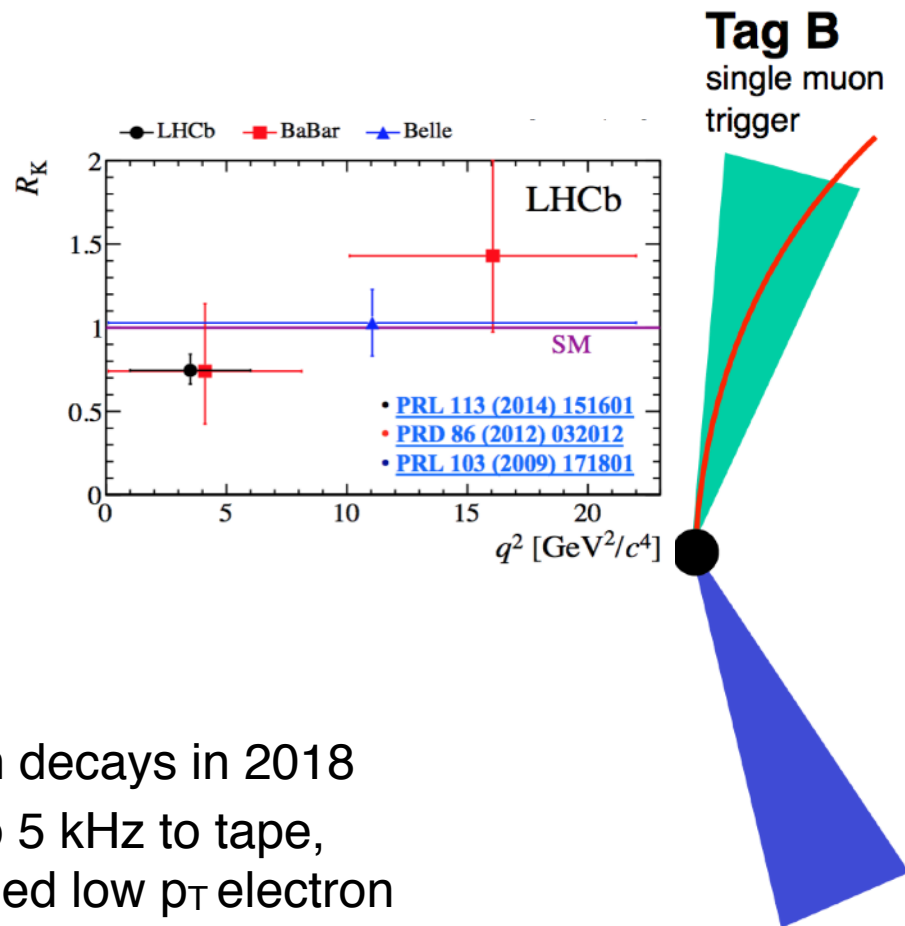 Tag B
single muon
trigger
LHCb BaBar Belle
R_K
2
1.5
1
0.5
0
LHCb
SM
• PRL 113 (2014) 151601
• PRD 86 (2012) 032012
• PRL 103 (2009) 171801
0 5 10 15 20
q² [GeV²/c⁴]
decays in 2018
5 kHz to tape,
low pT electron